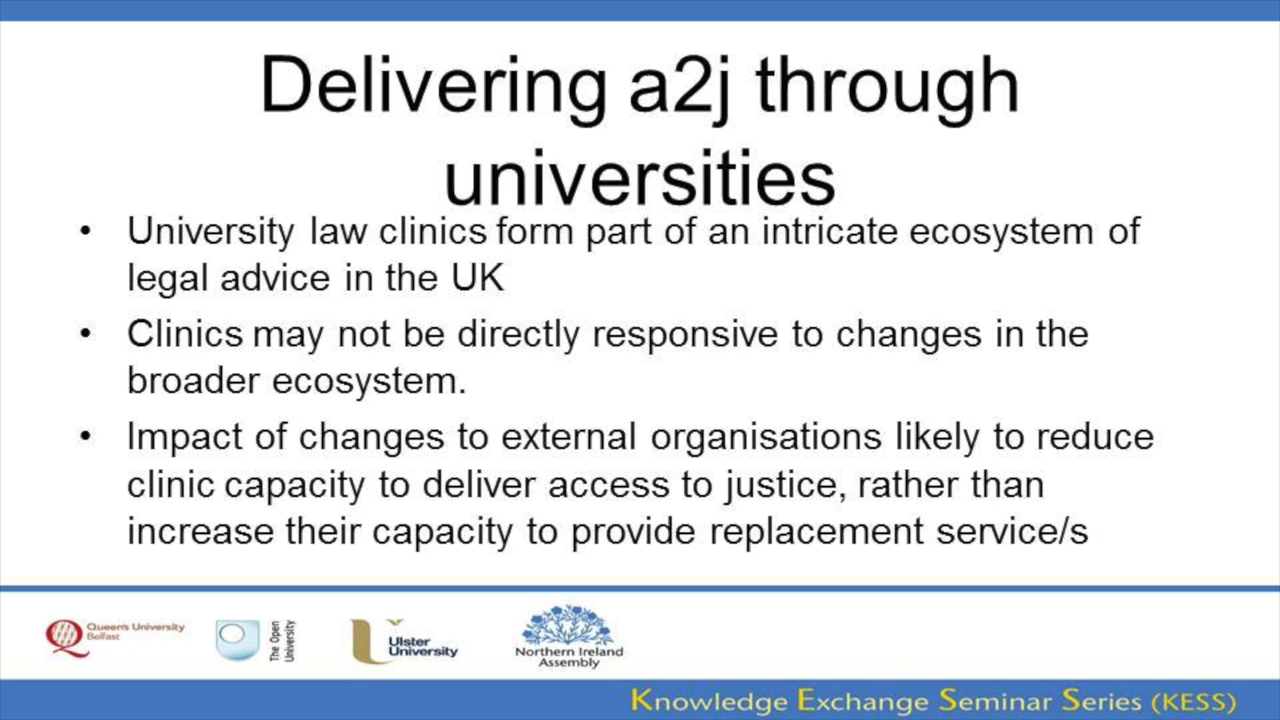 Delivering a2j through
universities
• University law clinics form part of an intricate ecosystem of
legal advice in the UK
• Clinics may not be directly responsive to changes in the
broader ecosystem.
• Impact of changes to external organisations likely to reduce
clinic capacity to deliver access to justice, rather than
increase their capacity to provide replacement service/s
Queen's University
Belfast
The Open
University
Ulster
University
Northern Ireland
Assembly
Knowledge Exchange Seminar Series (KESS)